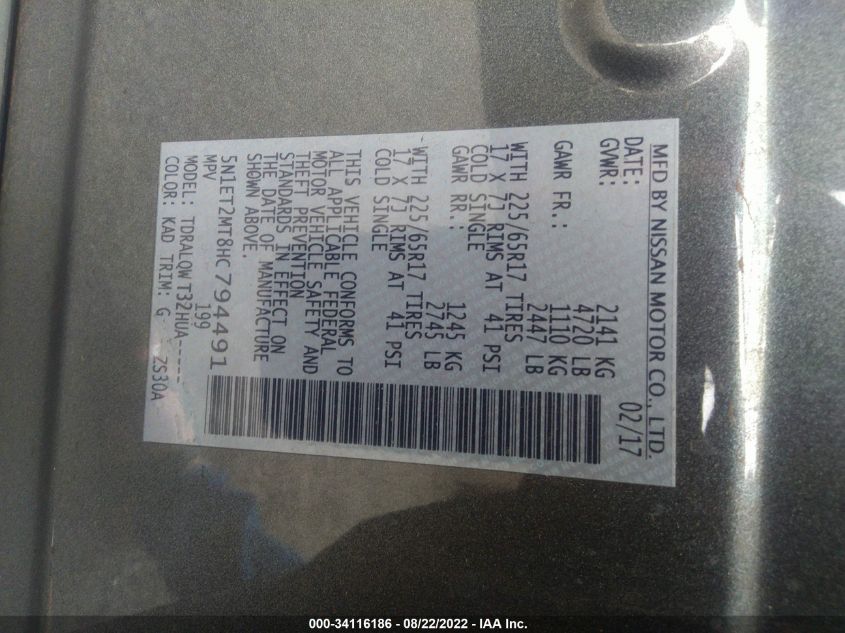 MFD BY NISSAN MOTOR CO., LTD.
DATE: 02/17
GVWR: 2141 KG
4720 LB
GAWR FR.: 1110 KG
2447 LB
WITH 225/65R17 TIRES
17 X 7J RIMS AT 41 PSI
COLD SINGLE
GAWR RR.: 1245 KG
2745 LB
WITH 225/65R17 TIRES
17 X 7J RIMS AT 41 PSI
COLD SINGLE
THIS VEHICLE CONFORMS TO
ALL APPLICABLE FEDERAL
MOTOR VEHICLE SAFETY AND
THEFT PREVENTION
STANDARDS IN EFFECT ON
THE DATE OF MANUFACTURE
SHOWN ABOVE.
5N1ET2MT8HC794491
MPV 199
MODEL: TDRALQW T32HUA-----
COLOR: KAD TRIM: G ZS30A
000-34116186 - 08/22/2022 - IAA Inc.